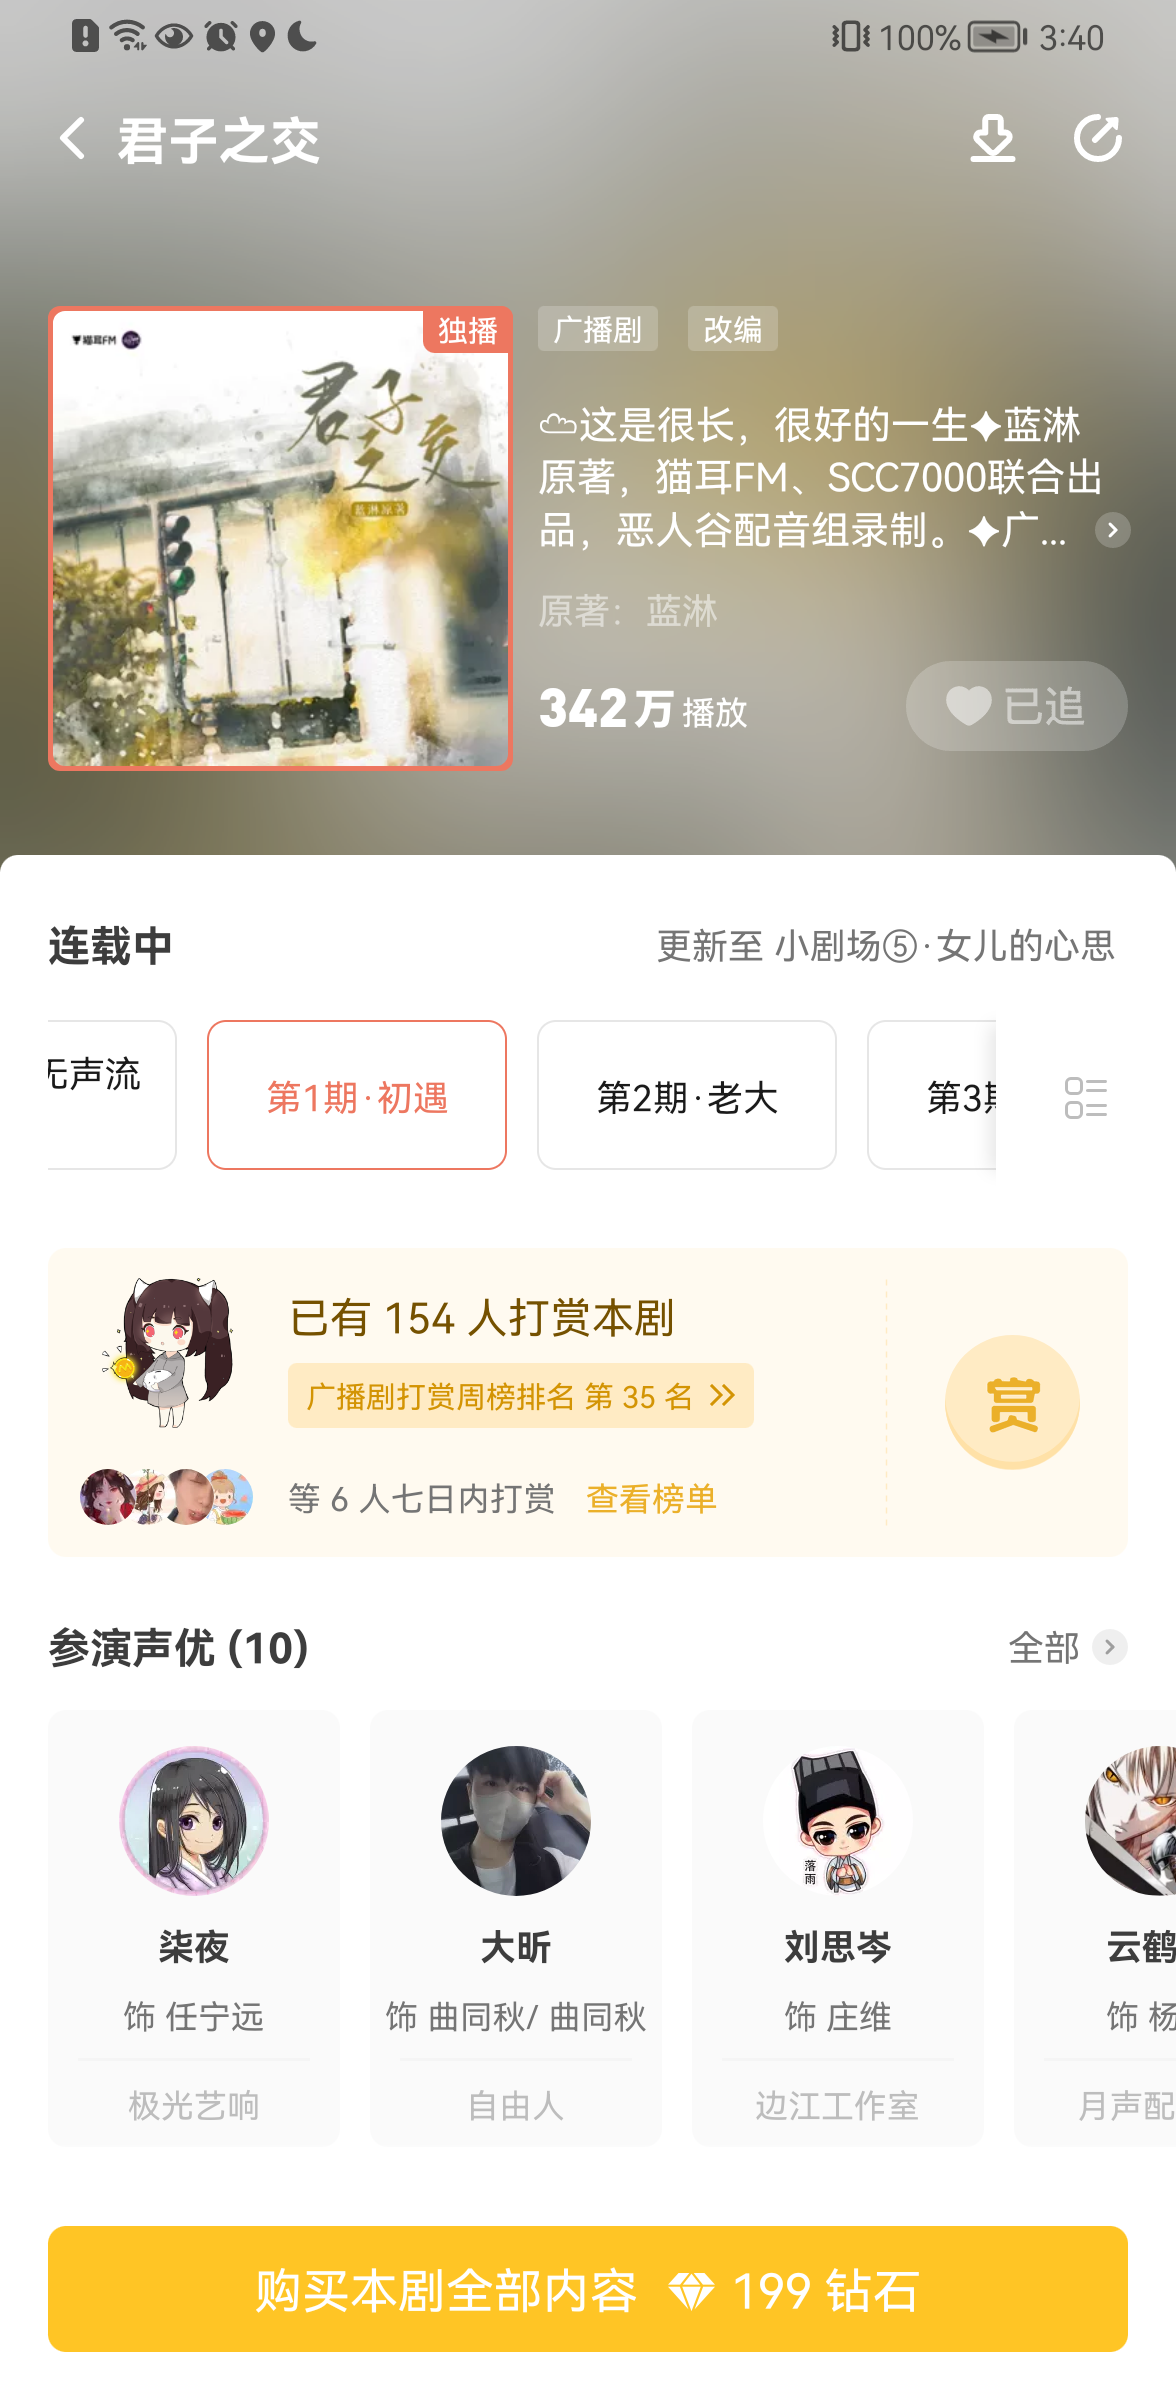 100% 3:40
君子之交
猫耳FM
独播
君子之交
蓝淋原著
广播剧 改编
这是很长，很好的一生✦蓝淋
原著，猫耳FM、SCC7000联合出
品，恶人谷配音组录制。✦广...
原著：蓝淋
342万 播放
已追
连载中
更新至 小剧场⑤·女儿的心思
无声流
第1期·初遇
第2期·老大
第3期
已有 154 人打赏本剧
广播剧打赏周榜排名 第 35 名
赏
等 6 人七日内打赏 查看榜单
参演声优 (10)
全部
落雨
柒夜
饰 任宁远
极光艺响
大昕
饰 曲同秋/ 曲同秋
自由人
刘思岑
饰 庄维
边江工作室
云鹤
饰 杨
月声配
购买本剧全部内容 199 钻石